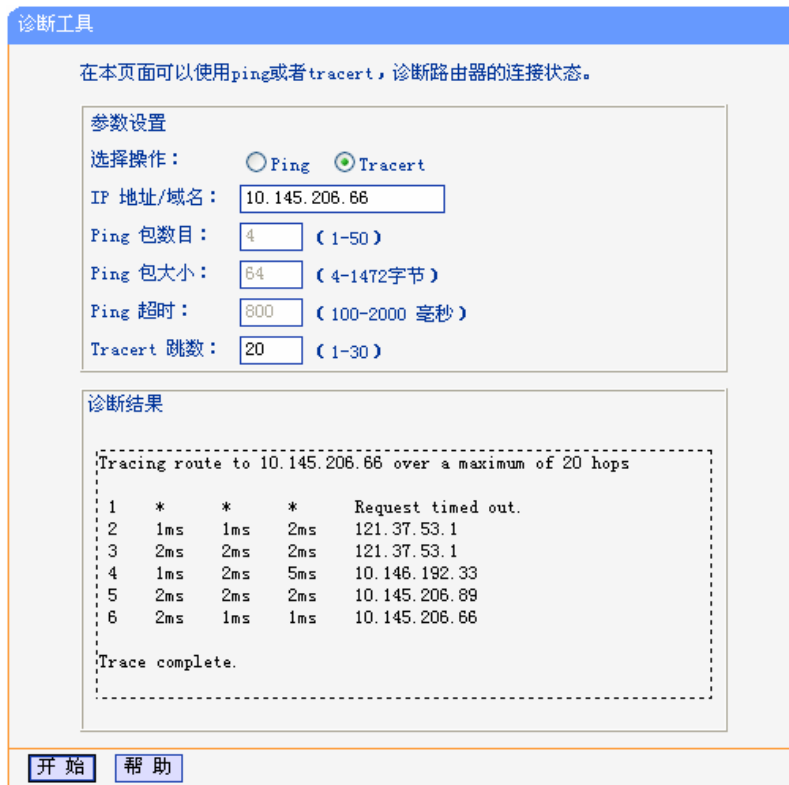 诊断工具
在本页面可以使用ping或者tracert，诊断路由器的连接状态。
参数设置
选择操作： Ping Tracert
IP 地址/域名： 10.145.206.66
Ping 包数目： 4 （1-50）
Ping 包大小： 64 （4-1472字节）
Ping 超时： 800 （100-2000 毫秒）
Tracert 跳数： 20 （1-30）
诊断结果
Tracing route to 10.145.206.66 over a maximum of 20 hops
1 * * * Request timed out.
2 1ms 1ms 2ms 121.37.53.1
3 2ms 2ms 2ms 121.37.53.1
4 1ms 2ms 5ms 10.146.192.33
5 2ms 2ms 2ms 10.145.206.89
6 2ms 1ms 1ms 10.145.206.66
Trace complete.
开 始 帮 助